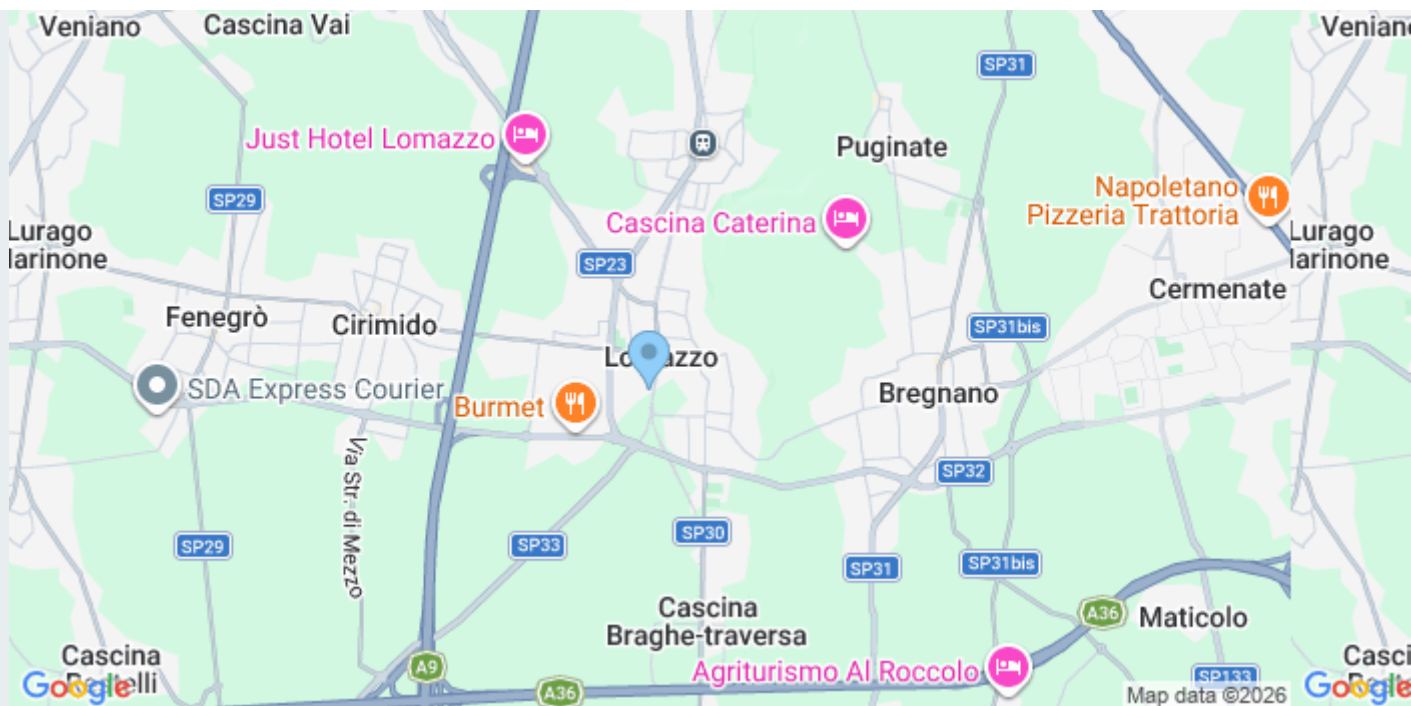 Veniano
Cascina Vai
SP31
Venian
Just Hotel Lomazzo
Puginate
SP29
Napoletano
Pizzeria Trattoria
Cascina Caterina
Lurago
Marinone
Lurago
Marinone
SP23
Cermenate
Fenegrò
Cirimido
SP31bis
Lomazzo
SDA Express Courier
Burmet
Bregnano
Via Str. di Mezzo
SP32
SP29
SP33
SP30
SP31
SP31bis
Cascina
Braghe-traversa
A36
Maticolo
Cascina
A9
Agriturismo Al Roccolo
A36
SP133
Casci
Google
Map data ©2026
Google